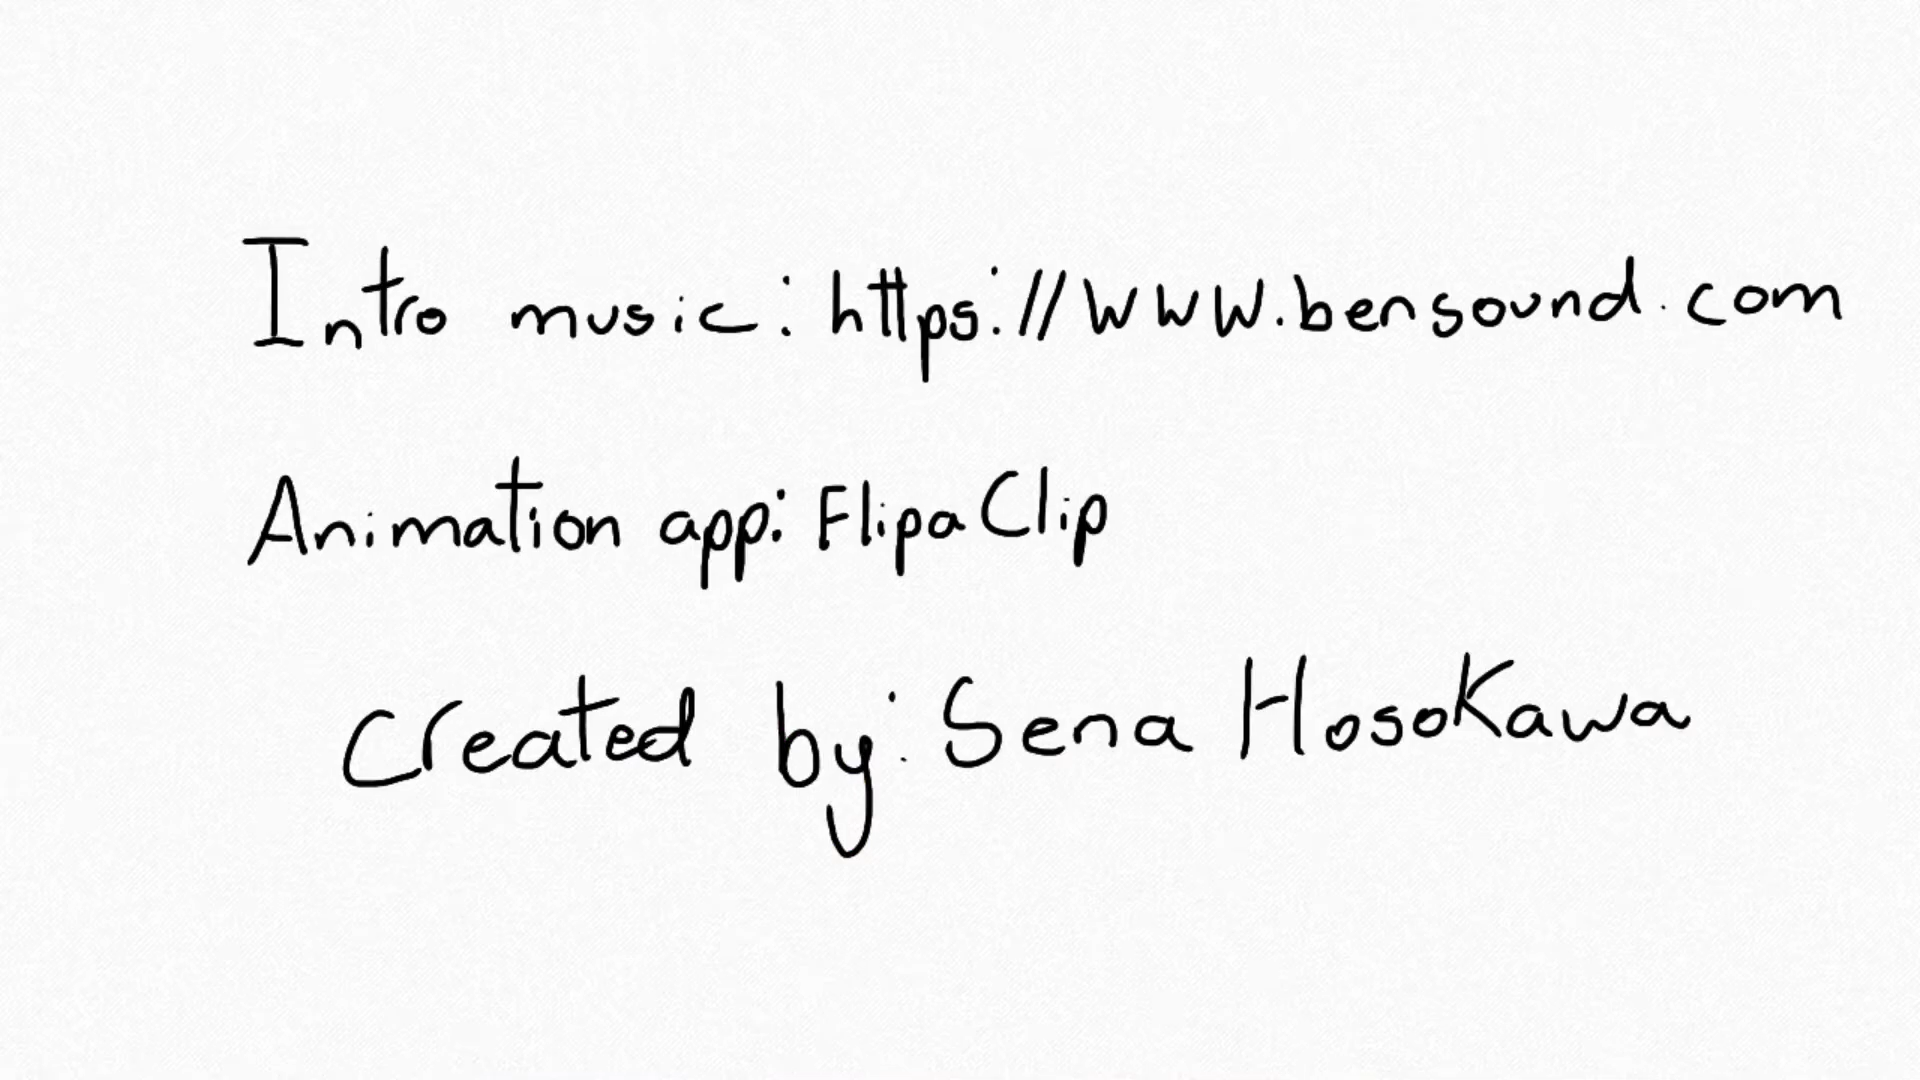 Intro music: https://www.bensound.com
Animation app: FlipaClip
Created by: Sena Hosokawa